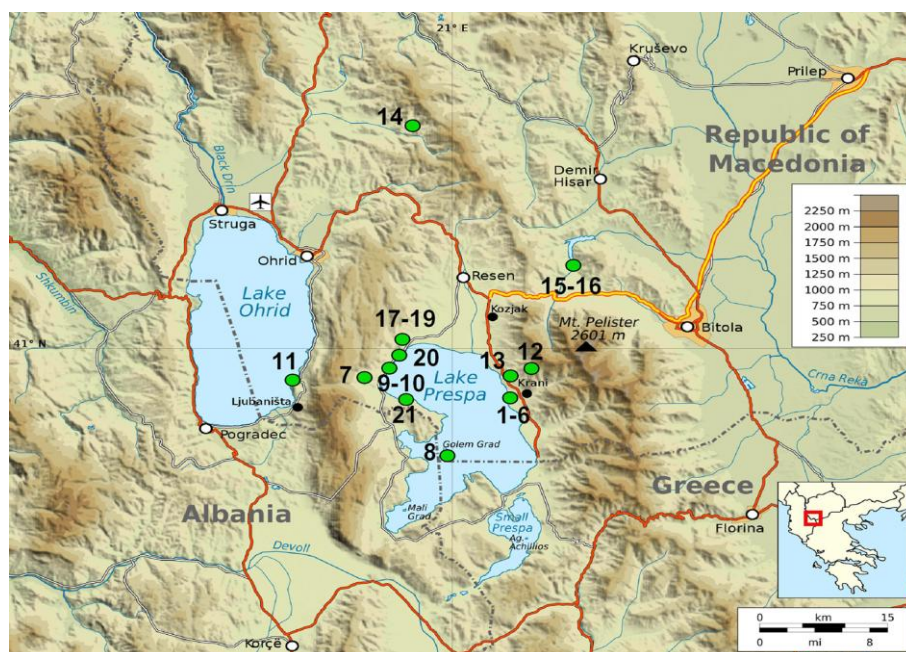 21° E
Kruševo
Prilep
14
Republic of
Macedonia
Black Drin
Demir
Hisar
Struga
2250 m
2000 m
1750 m
1500 m
1250 m
1000 m
750 m
500 m
250 m
Ohrid
Shkumbin
Lake
Ohrid
Resen
15-16
Kozjak
17-19
Mt. Pelister
2601 m
Bitola
41° N
20
11
7
9-10
Lake
Prespa
13
12
Krani
Crna Reka
Ljubaništa
21
1-6
Pogradec
8
Golem Grad
Albania
Greece
Mali
Grad
Small
Prespa
Ag.
Achillios
Florina
Devoll
Korçë
0 km 15
0 mi 8